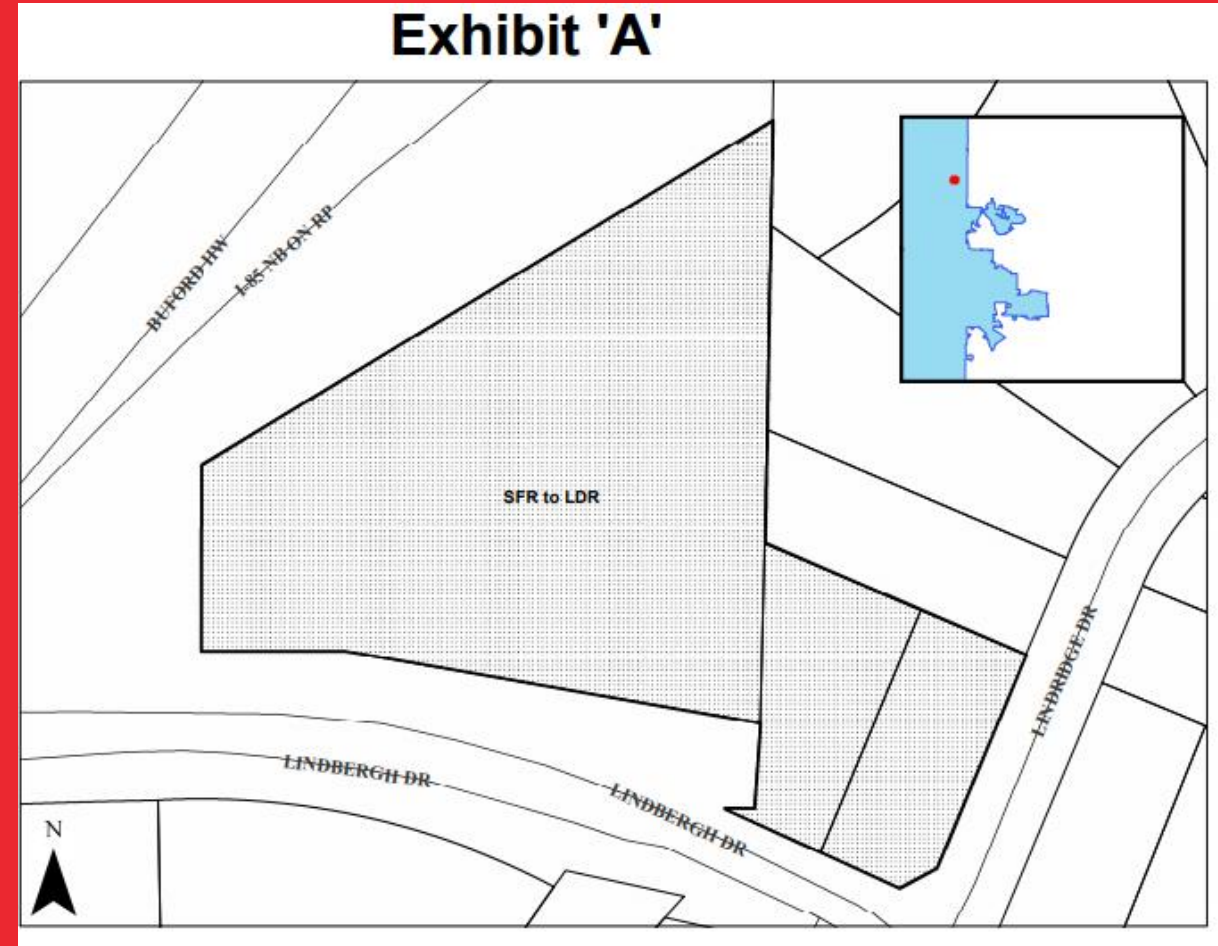 Exhibit 'A'
BUFORD HW
I-85 NB ON RP
SFR to LDR
LINDRIDGE DR
LINDBERGH DR
LINDBERGH DR
N